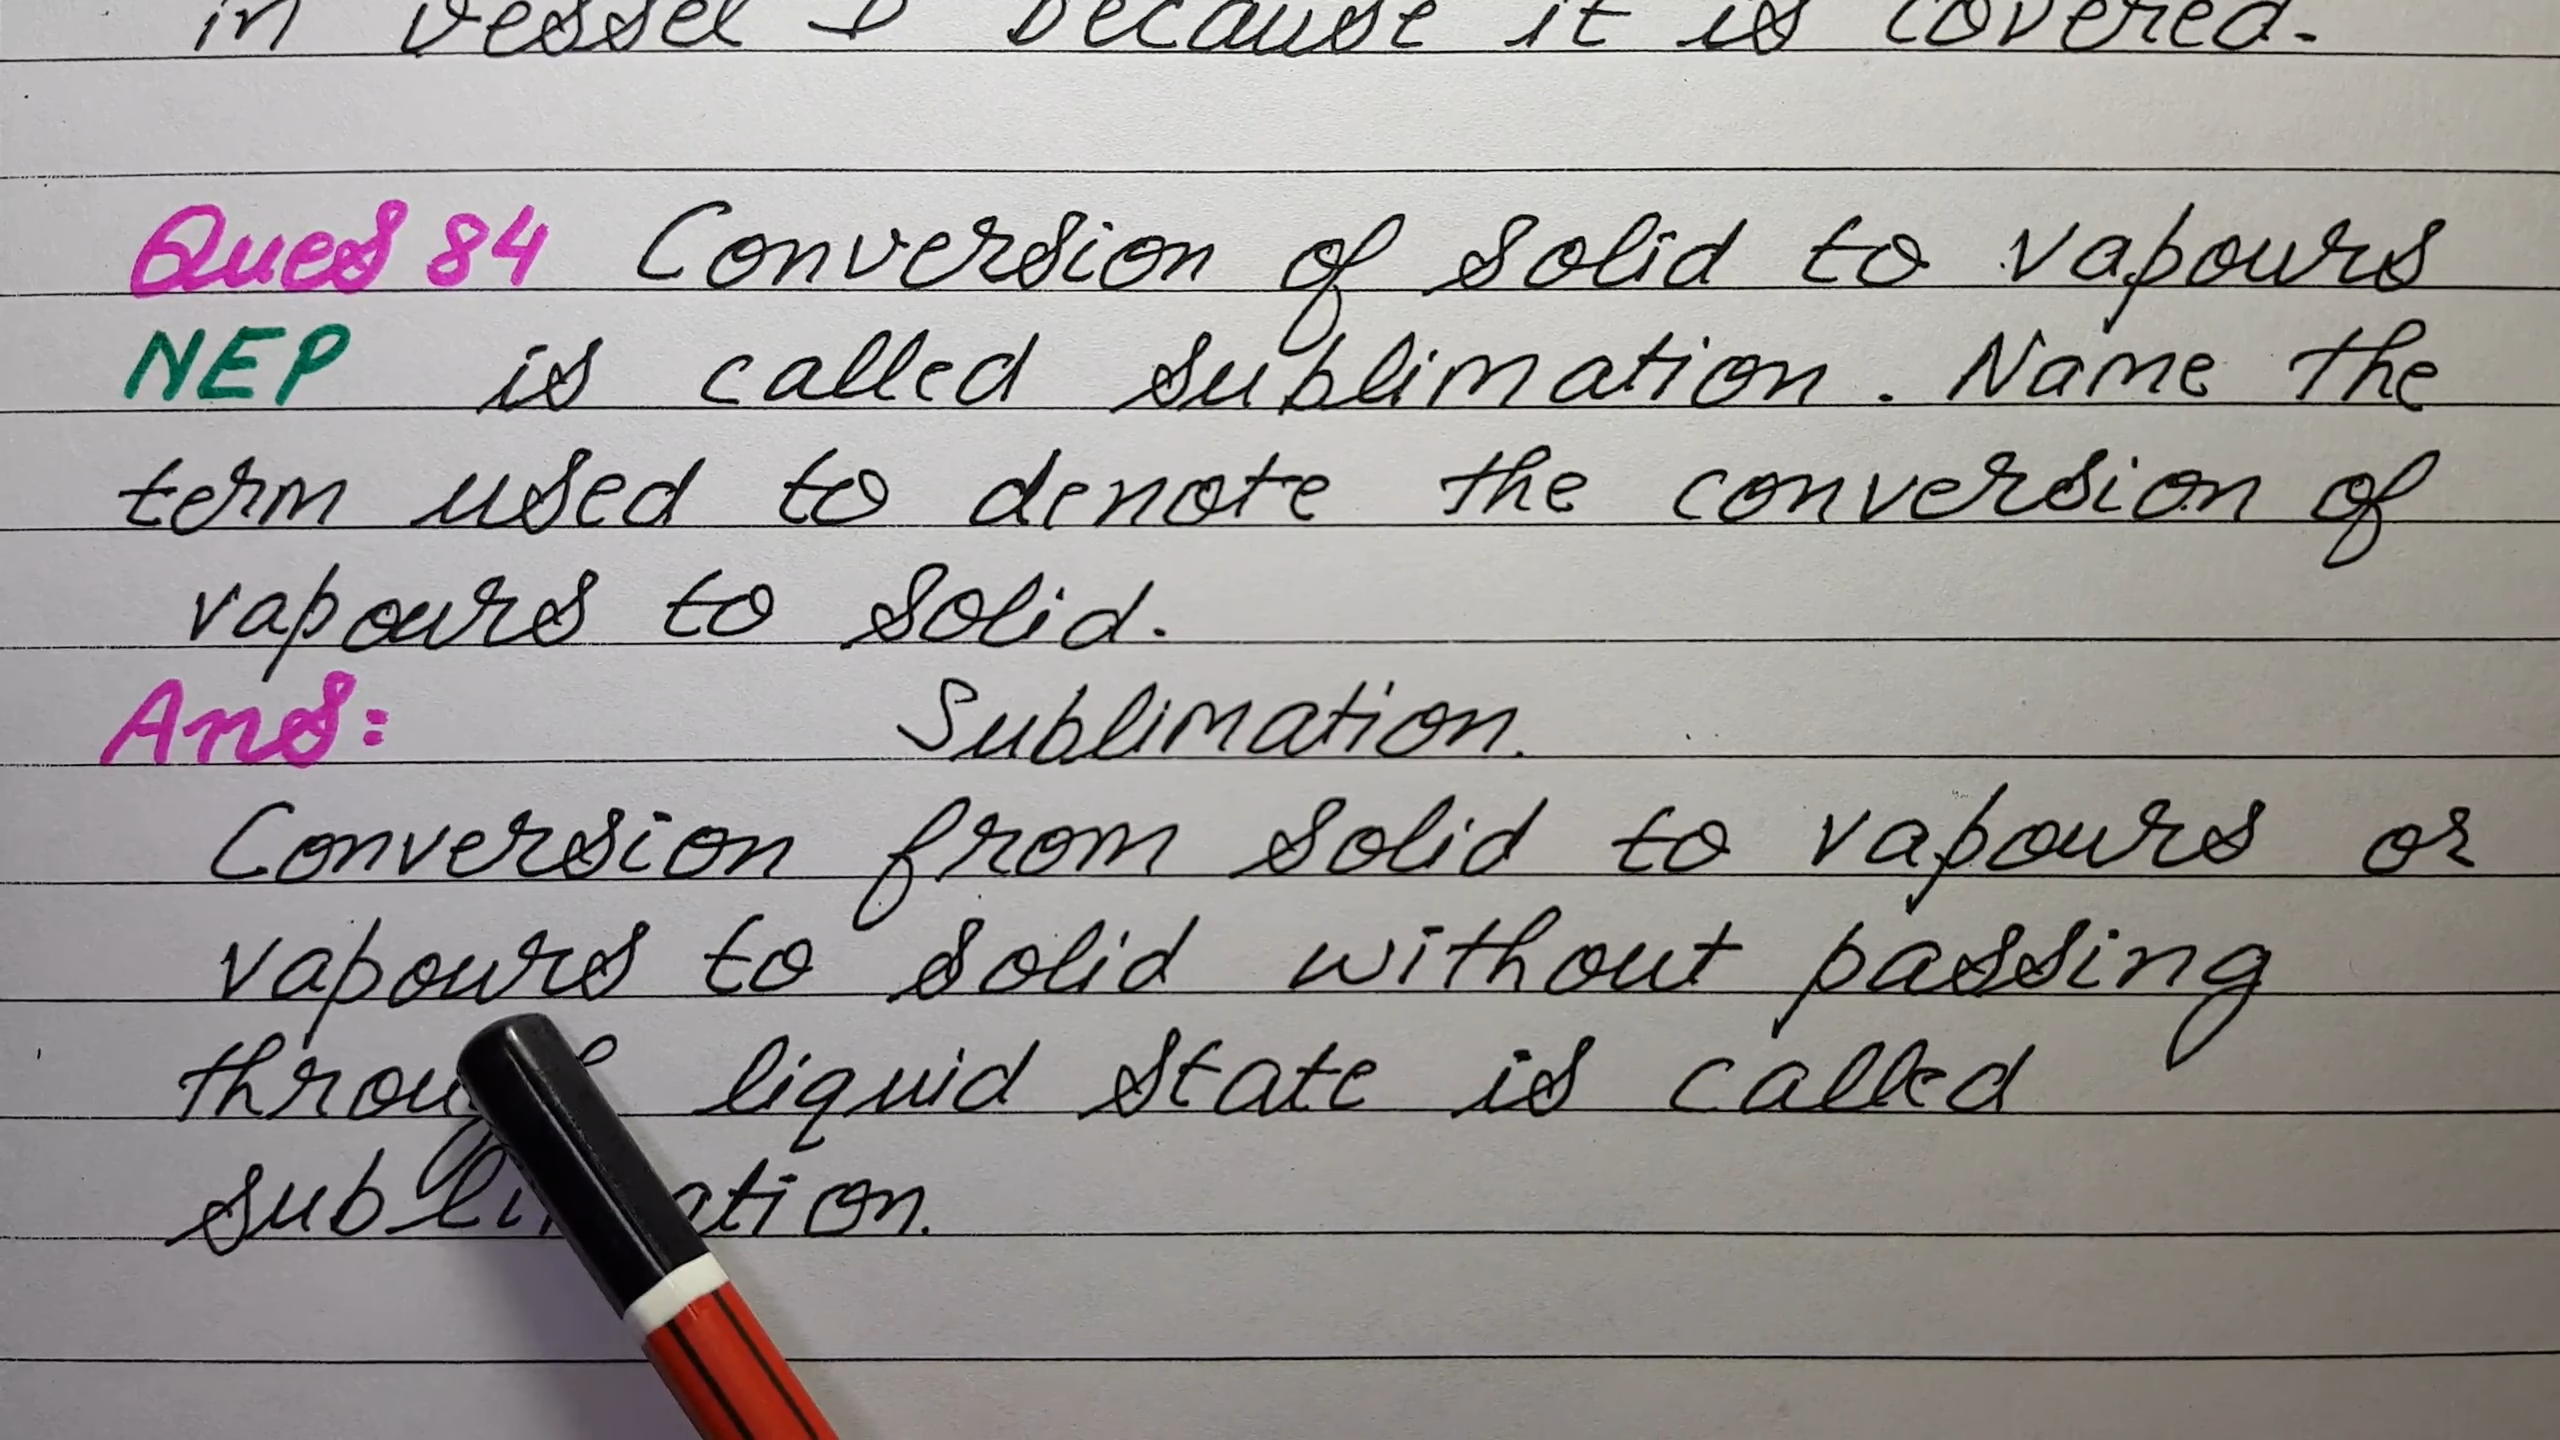 in vessel I because it is covered.
Ques 84 Conversion of solid to vapours
NEP is called sublimation. Name the
term used to denote the conversion of
vapours to solid.
Ans: Sublimation.
Conversion from solid to vapours or
vapours to solid without passing
liquid state is called